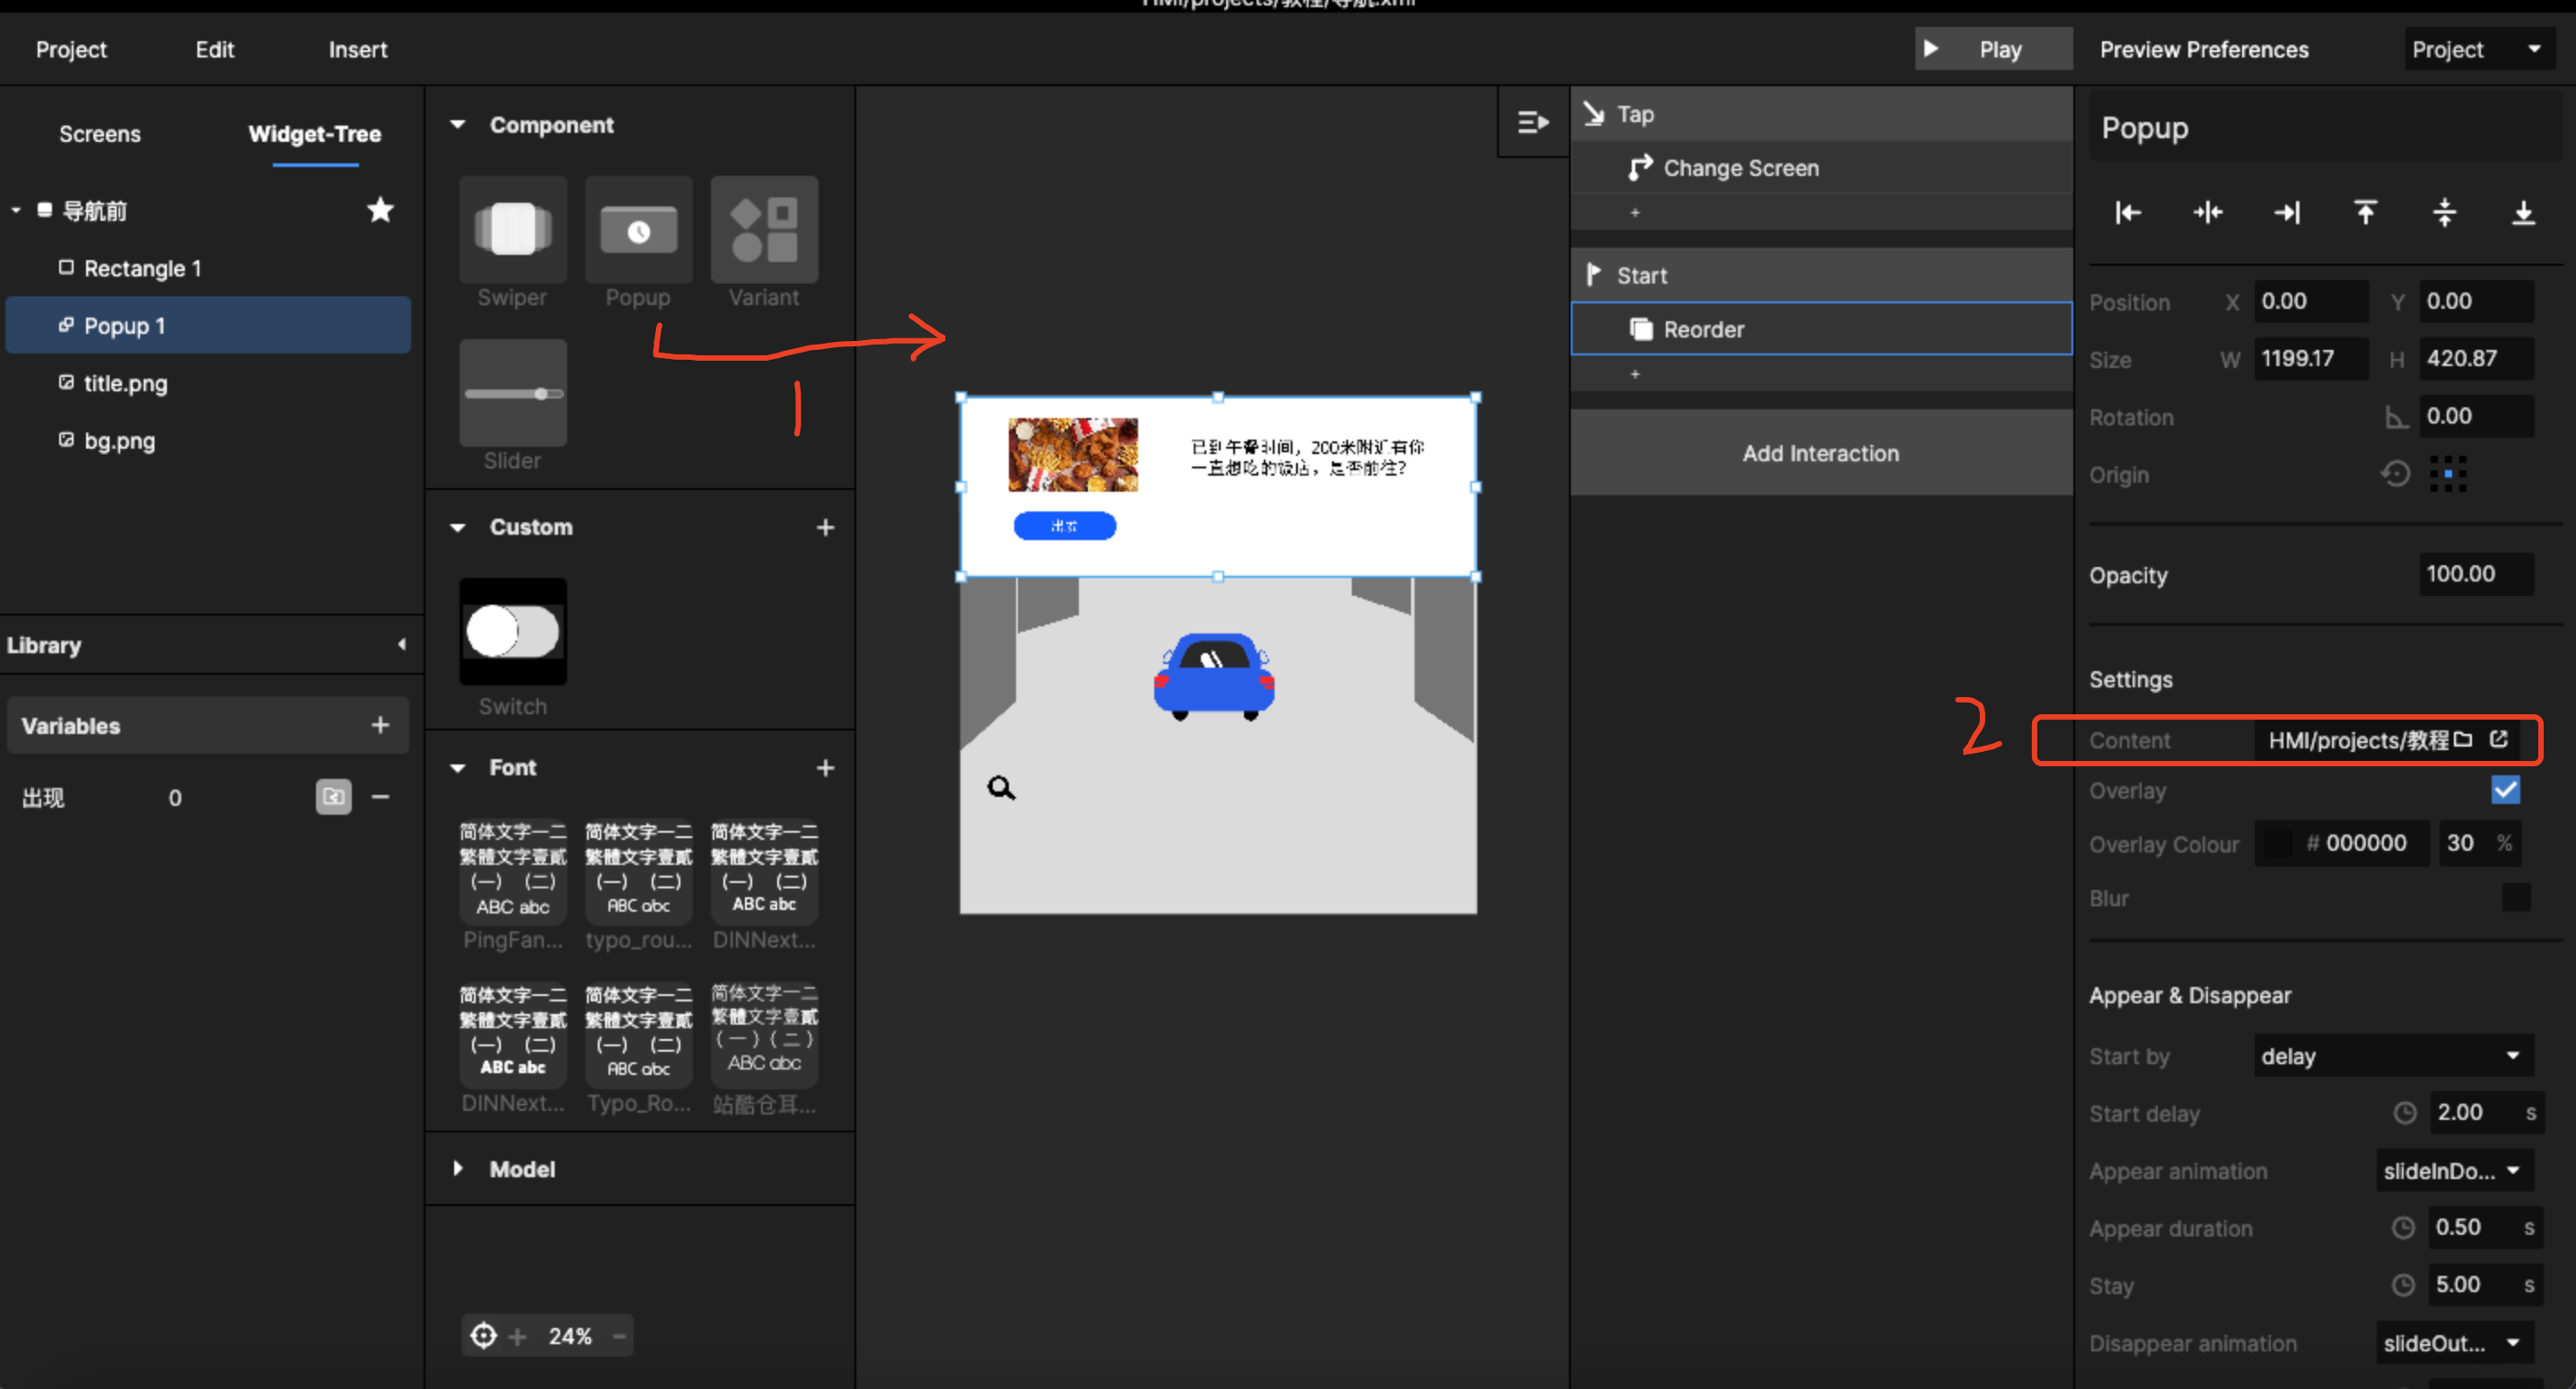 HMI/projects/教程/导航.xml
Project Edit Insert
Play Preview Preferences Project
Screens Widget-Tree
导航前
Rectangle 1
Popup 1
title.png
bg.png
Library
Variables
出现 0
Component
Swiper Popup Variant
Slider
1
Custom
Switch
Font
简体文字一二 简体文字一二 简体文字一二
繁體文字壹貳 繁體文字壹貳 繁體文字壹貳
(一) (二) (一) (二) (一) (二)
ABC abc ABC abc ABC abc
PingFan... typo_rou... DINNext...
简体文字一二 简体文字一二 简体文字一二
繁體文字壹貳 繁體文字壹貳 繁體文字壹貳
(一) (二) (一) (二) (一) (二)
ABC abc ABC abc ABC abc
DINNext... Typo_Ro... 站酷仓耳...
Model
24%
已到午餐时间，200米附近有你
一直想吃的饭店，是否前往?
出发
Tap
Change Screen
+
Start
Reorder
+
Add Interaction
Popup
Position X 0.00 Y 0.00
Size W 1199.17 H 420.87
Rotation 0.00
Origin
Opacity 100.00
Settings
2
Content HMI/projects/教程
Overlay
Overlay Colour # 000000 30 %
Blur
Appear & Disappear
Start by delay
Start delay 2.00 s
Appear animation slideInDo...
Appear duration 0.50 s
Stay 5.00 s
Disappear animation slideOut...